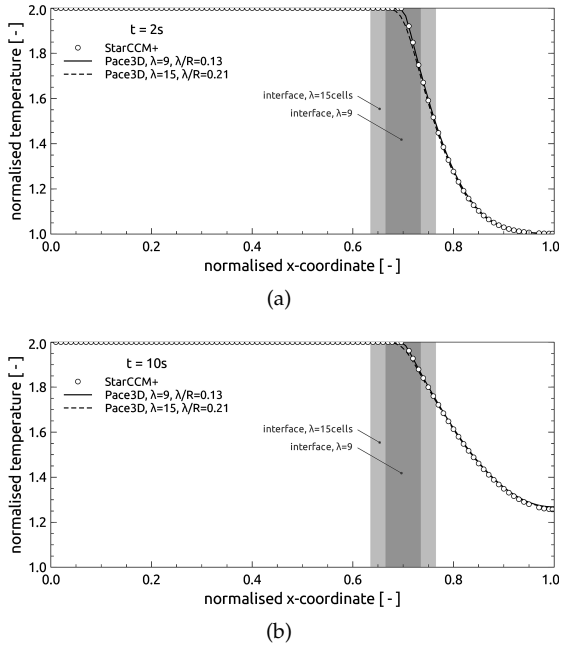 2.0
1.8
1.6
1.4
1.2
1.0
normalised temperature [ - ]
t = 2s
StarCCM+
Pace3D, λ=9, λ/R=0.13
Pace3D, λ=15, λ/R=0.21
interface, λ=15cells
interface, λ=9
0.0 0.2 0.4 0.6 0.8 1.0
normalised x-coordinate [ - ]
(a)
2.0
1.8
1.6
1.4
1.2
1.0
normalised temperature [ - ]
t = 10s
StarCCM+
Pace3D, λ=9, λ/R=0.13
Pace3D, λ=15, λ/R=0.21
interface, λ=15cells
interface, λ=9
0.0 0.2 0.4 0.6 0.8 1.0
normalised x-coordinate [ - ]
(b)